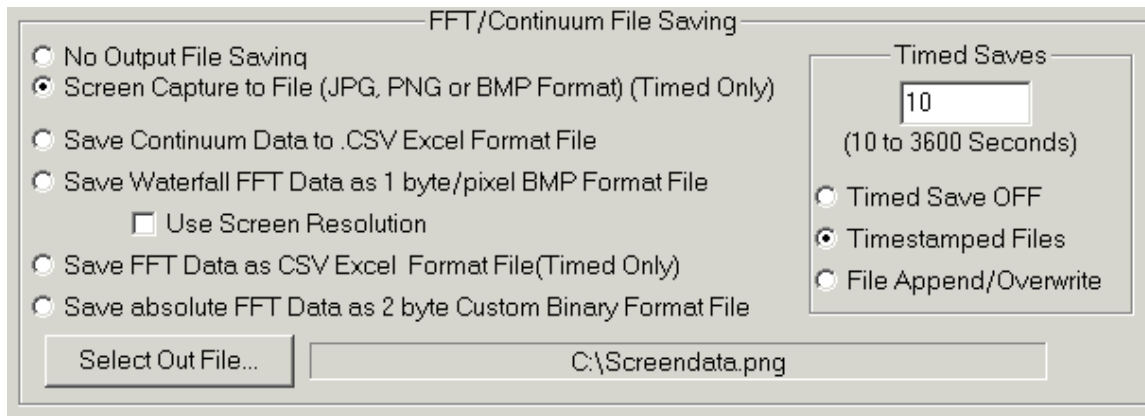 FFT/Continuum File Saving
No Output File Saving
Screen Capture to File (JPG, PNG or BMP Format) (Timed Only)
Save Continuum Data to .CSV Excel Format File
Save Waterfall FFT Data as 1 byte/pixel BMP Format File
Use Screen Resolution
Save FFT Data as CSV Excel Format File(Timed Only)
Save absolute FFT Data as 2 byte Custom Binary Format File
Select Out File...
C:\Screendata.png
Timed Saves
10
(10 to 3600 Seconds)
Timed Save OFF
Timestamped Files
File Append/Overwrite